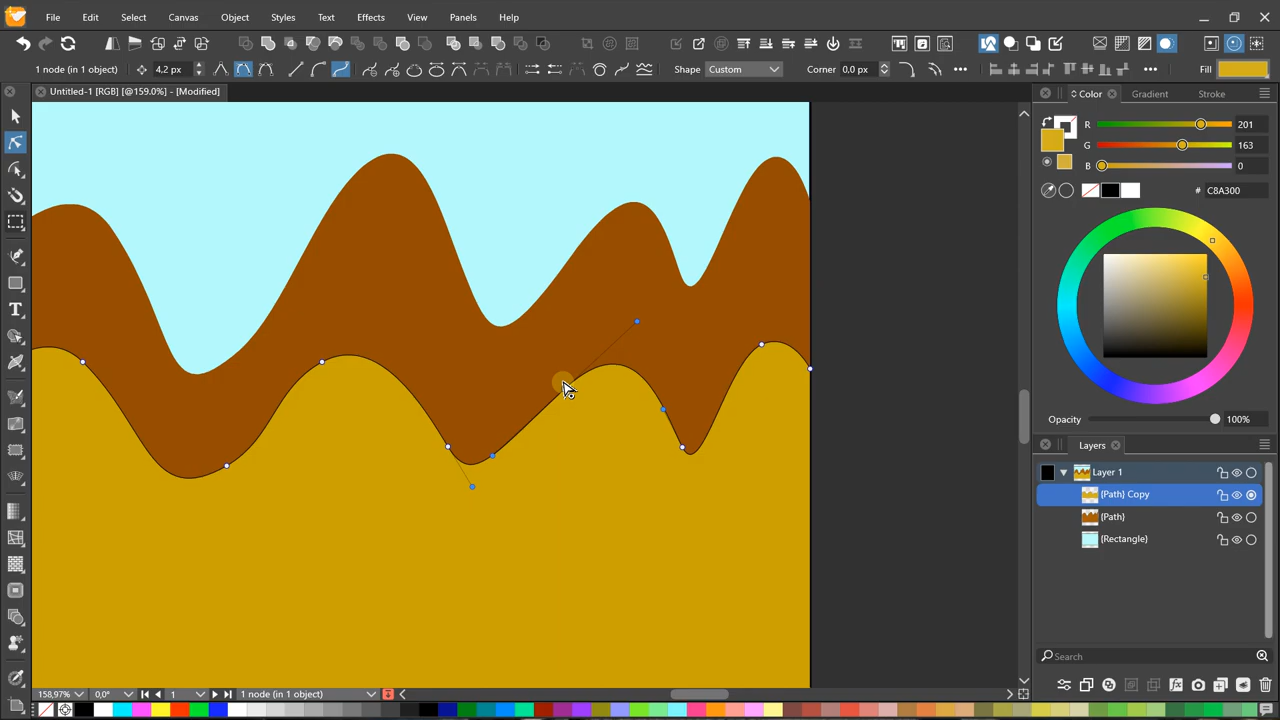 File Edit Select Canvas Object Styles Text Effects View Panels Help
1 node (in 1 object) 4,2 px Shape Custom Corner 0,0 px Fill
Untitled-1 [RGB] [@159.0%] - [Modified]
Color Gradient Stroke
R 201
G 163
B 0
# C8A300
Opacity 100%
Layers
Layer 1
(Path) Copy
(Path)
(Rectangle)
Search
158,97% 0,0° 1 1 node (in 1 object)